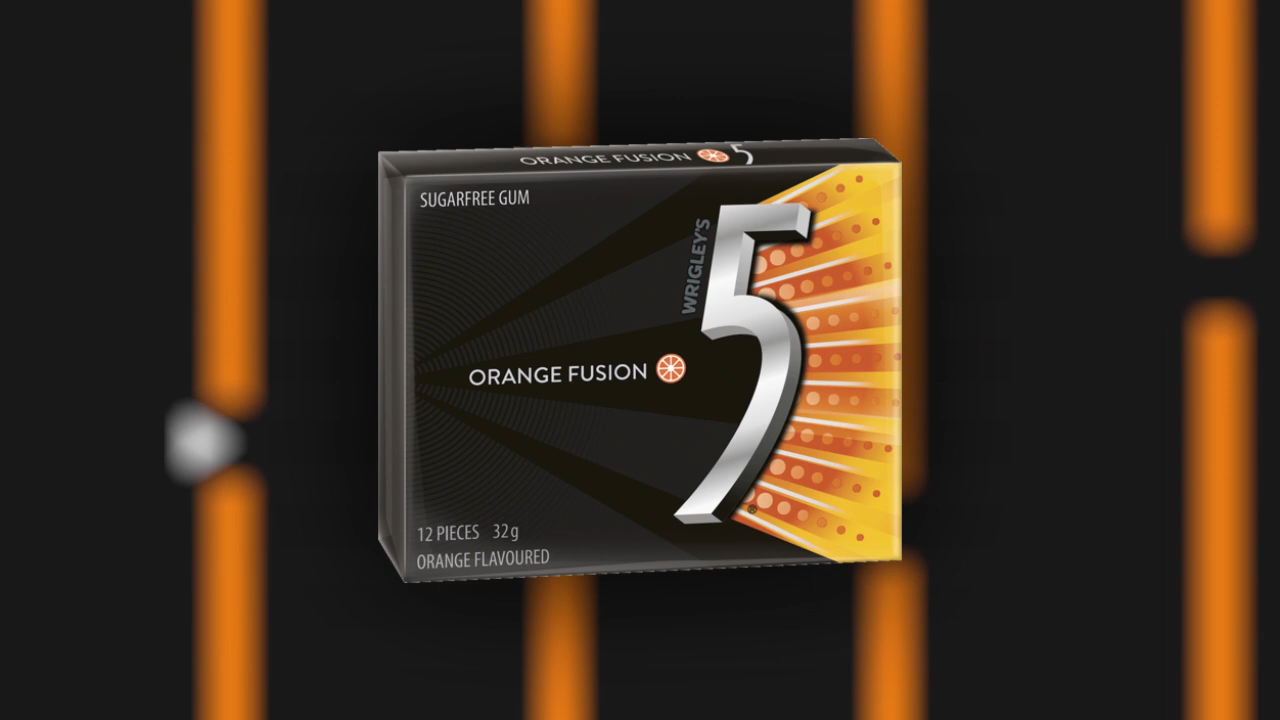 ORANGE FUSION 5
SUGARFREE GUM
WRIGLEY'S
5
ORANGE FUSION
®
12 PIECES 32g
ORANGE FLAVOURED